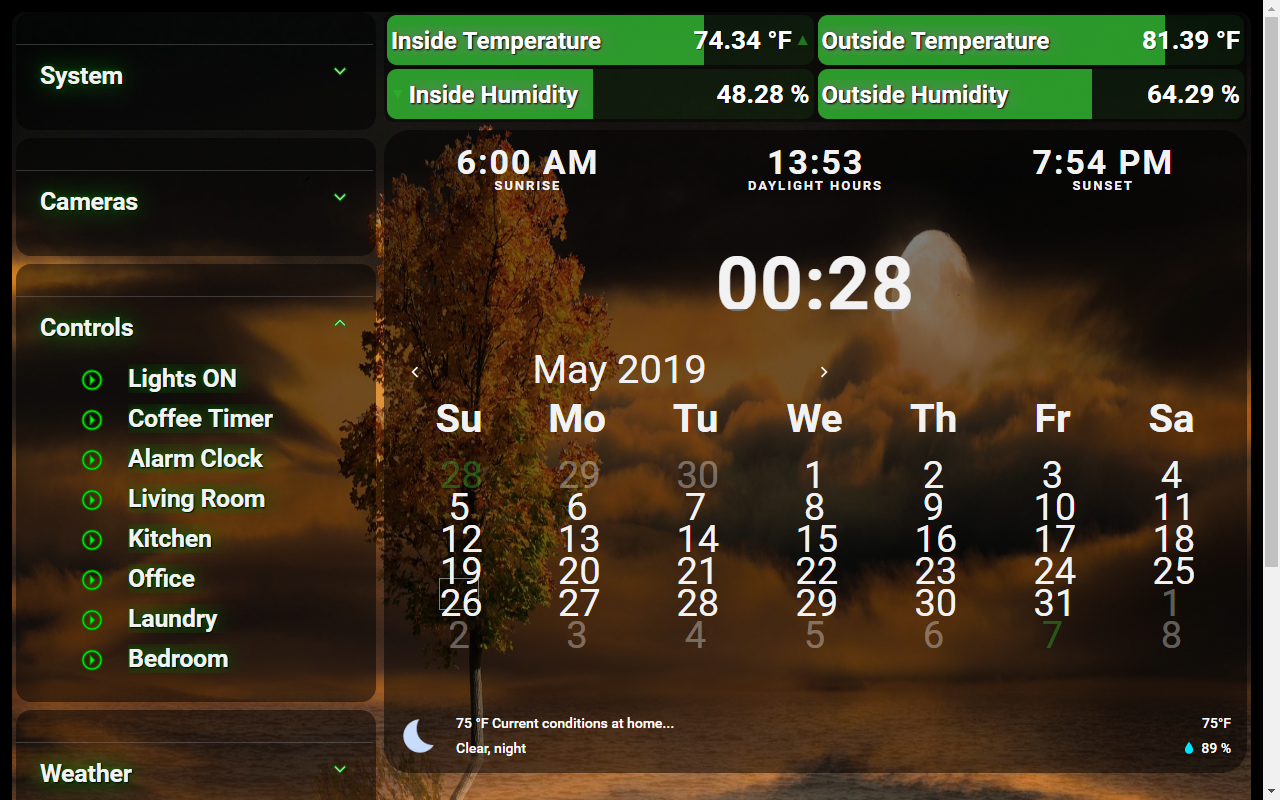 System
Cameras
Controls
Lights ON
Coffee Timer
Alarm Clock
Living Room
Kitchen
Office
Laundry
Bedroom
Weather
Inside Temperature 74.34 °F
Outside Temperature 81.39 °F
Inside Humidity 48.28 %
Outside Humidity 64.29 %
6:00 AM 13:53 7:54 PM
SUNRISE DAYLIGHT HOURS SUNSET
00:28
May 2019
Su Mo Tu We Th Fr Sa
28 29 30 1 2 3 4
5 6 7 8 9 10 11
12 13 14 15 16 17 18
19 20 21 22 23 24 25
26 27 28 29 30 31 1
2 3 4 5 6 7 8
75 °F Current conditions at home... 75°F
Clear, night 89 %